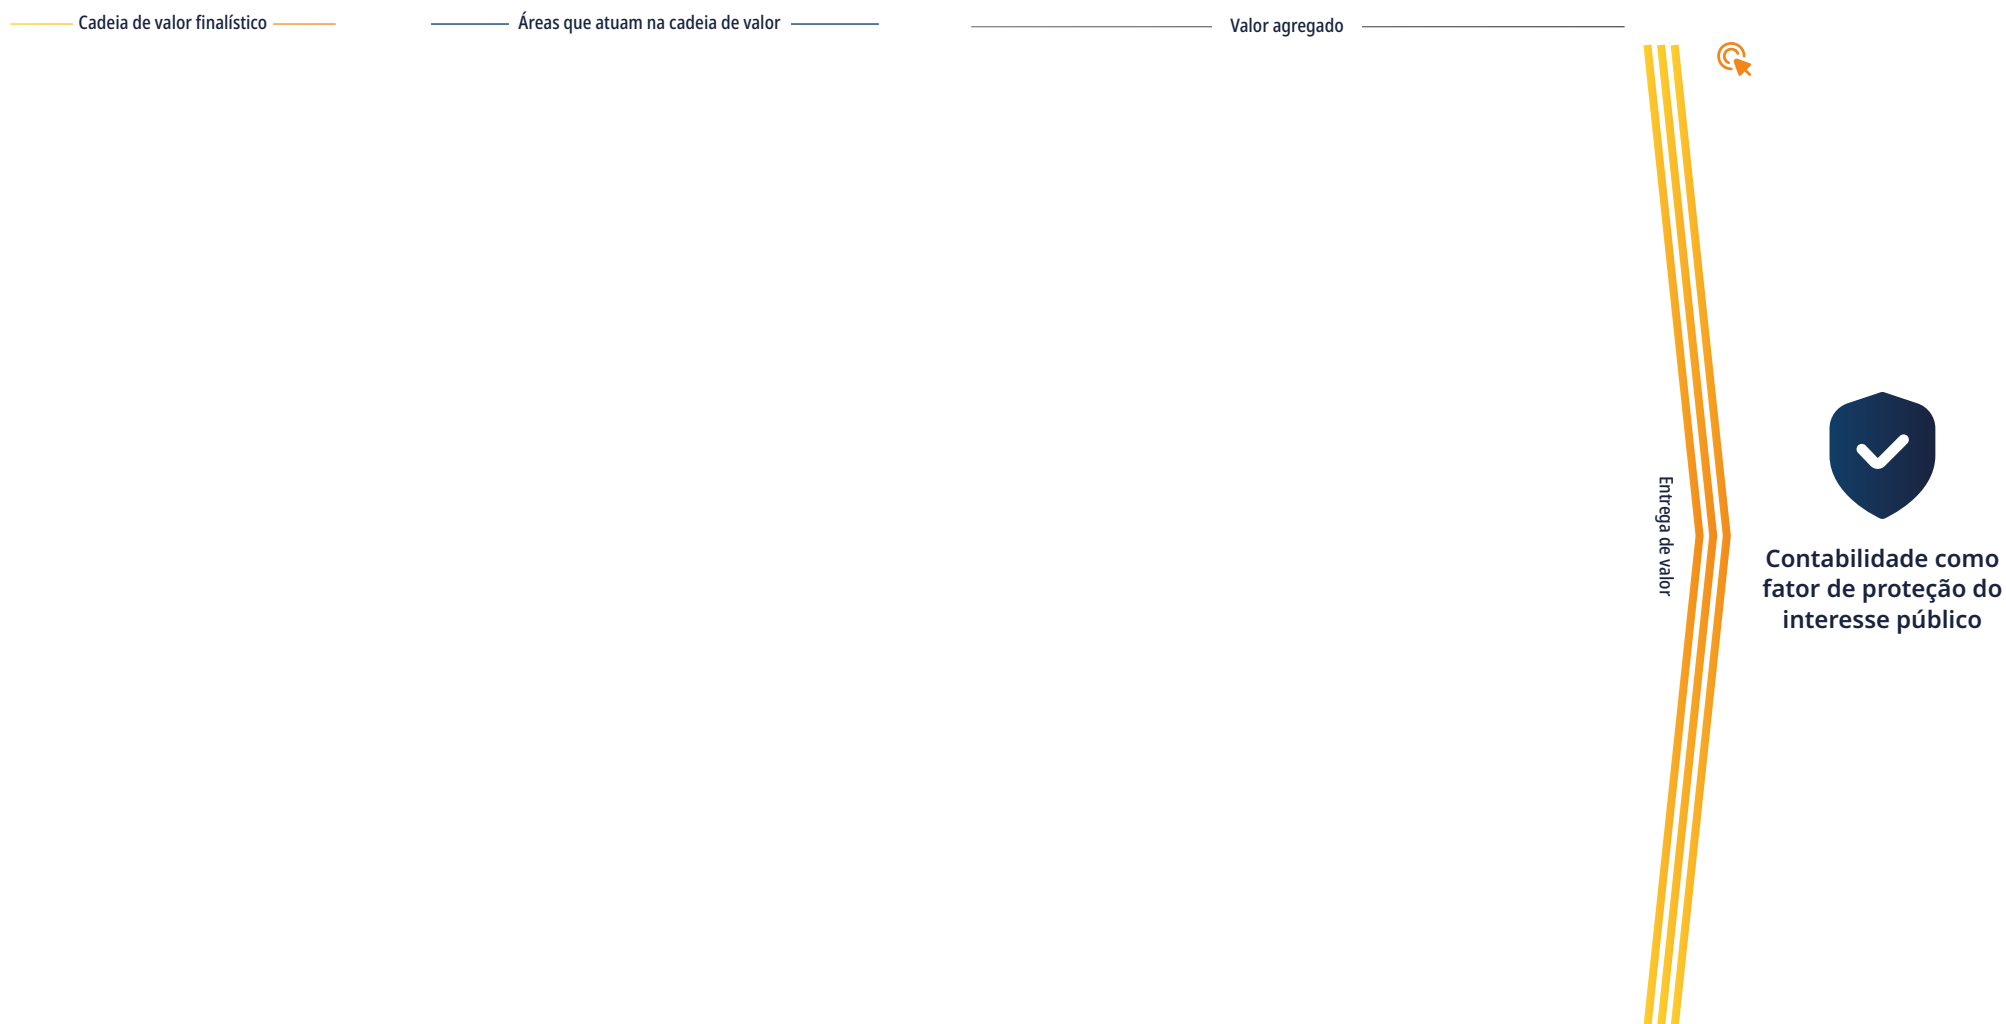 Cadeia de valor finalístico
Áreas que atuam na cadeia de valor
Valor agregado
Entrega de valor
Contabilidade como
fator de proteção do
interesse público